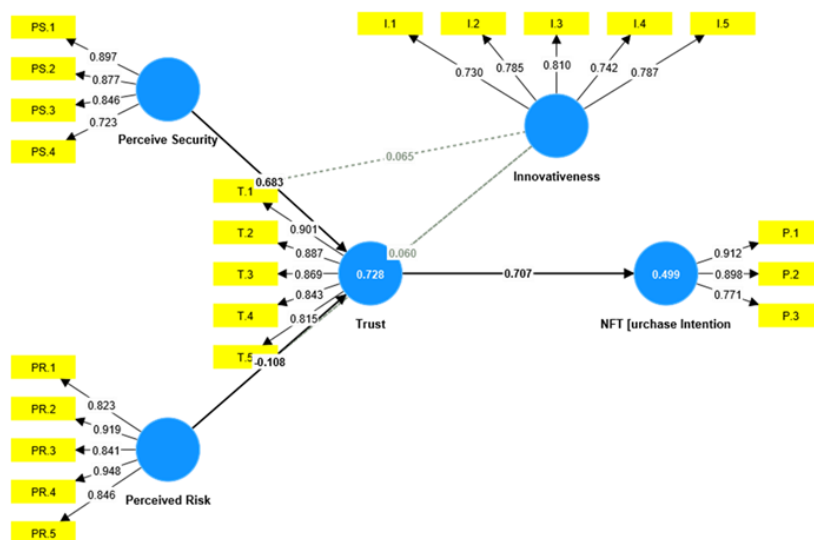 PS.1
PS.2
PS.3
PS.4
0.897
0.877
0.846
0.723
Perceive Security
I.1
I.2
I.3
I.4
I.5
0.730
0.785
0.810
0.742
0.787
Innovativeness
0.065
0.683
0.060
T.1
T.2
T.3
T.4
T.5
0.901
0.887
0.869
0.843
0.815
0.728
Trust
0.707
0.499
NFT [urchase Intention
P.1
P.2
P.3
0.912
0.898
0.771
-0.108
PR.1
PR.2
PR.3
PR.4
PR.5
0.823
0.919
0.841
0.948
0.846
Perceived Risk